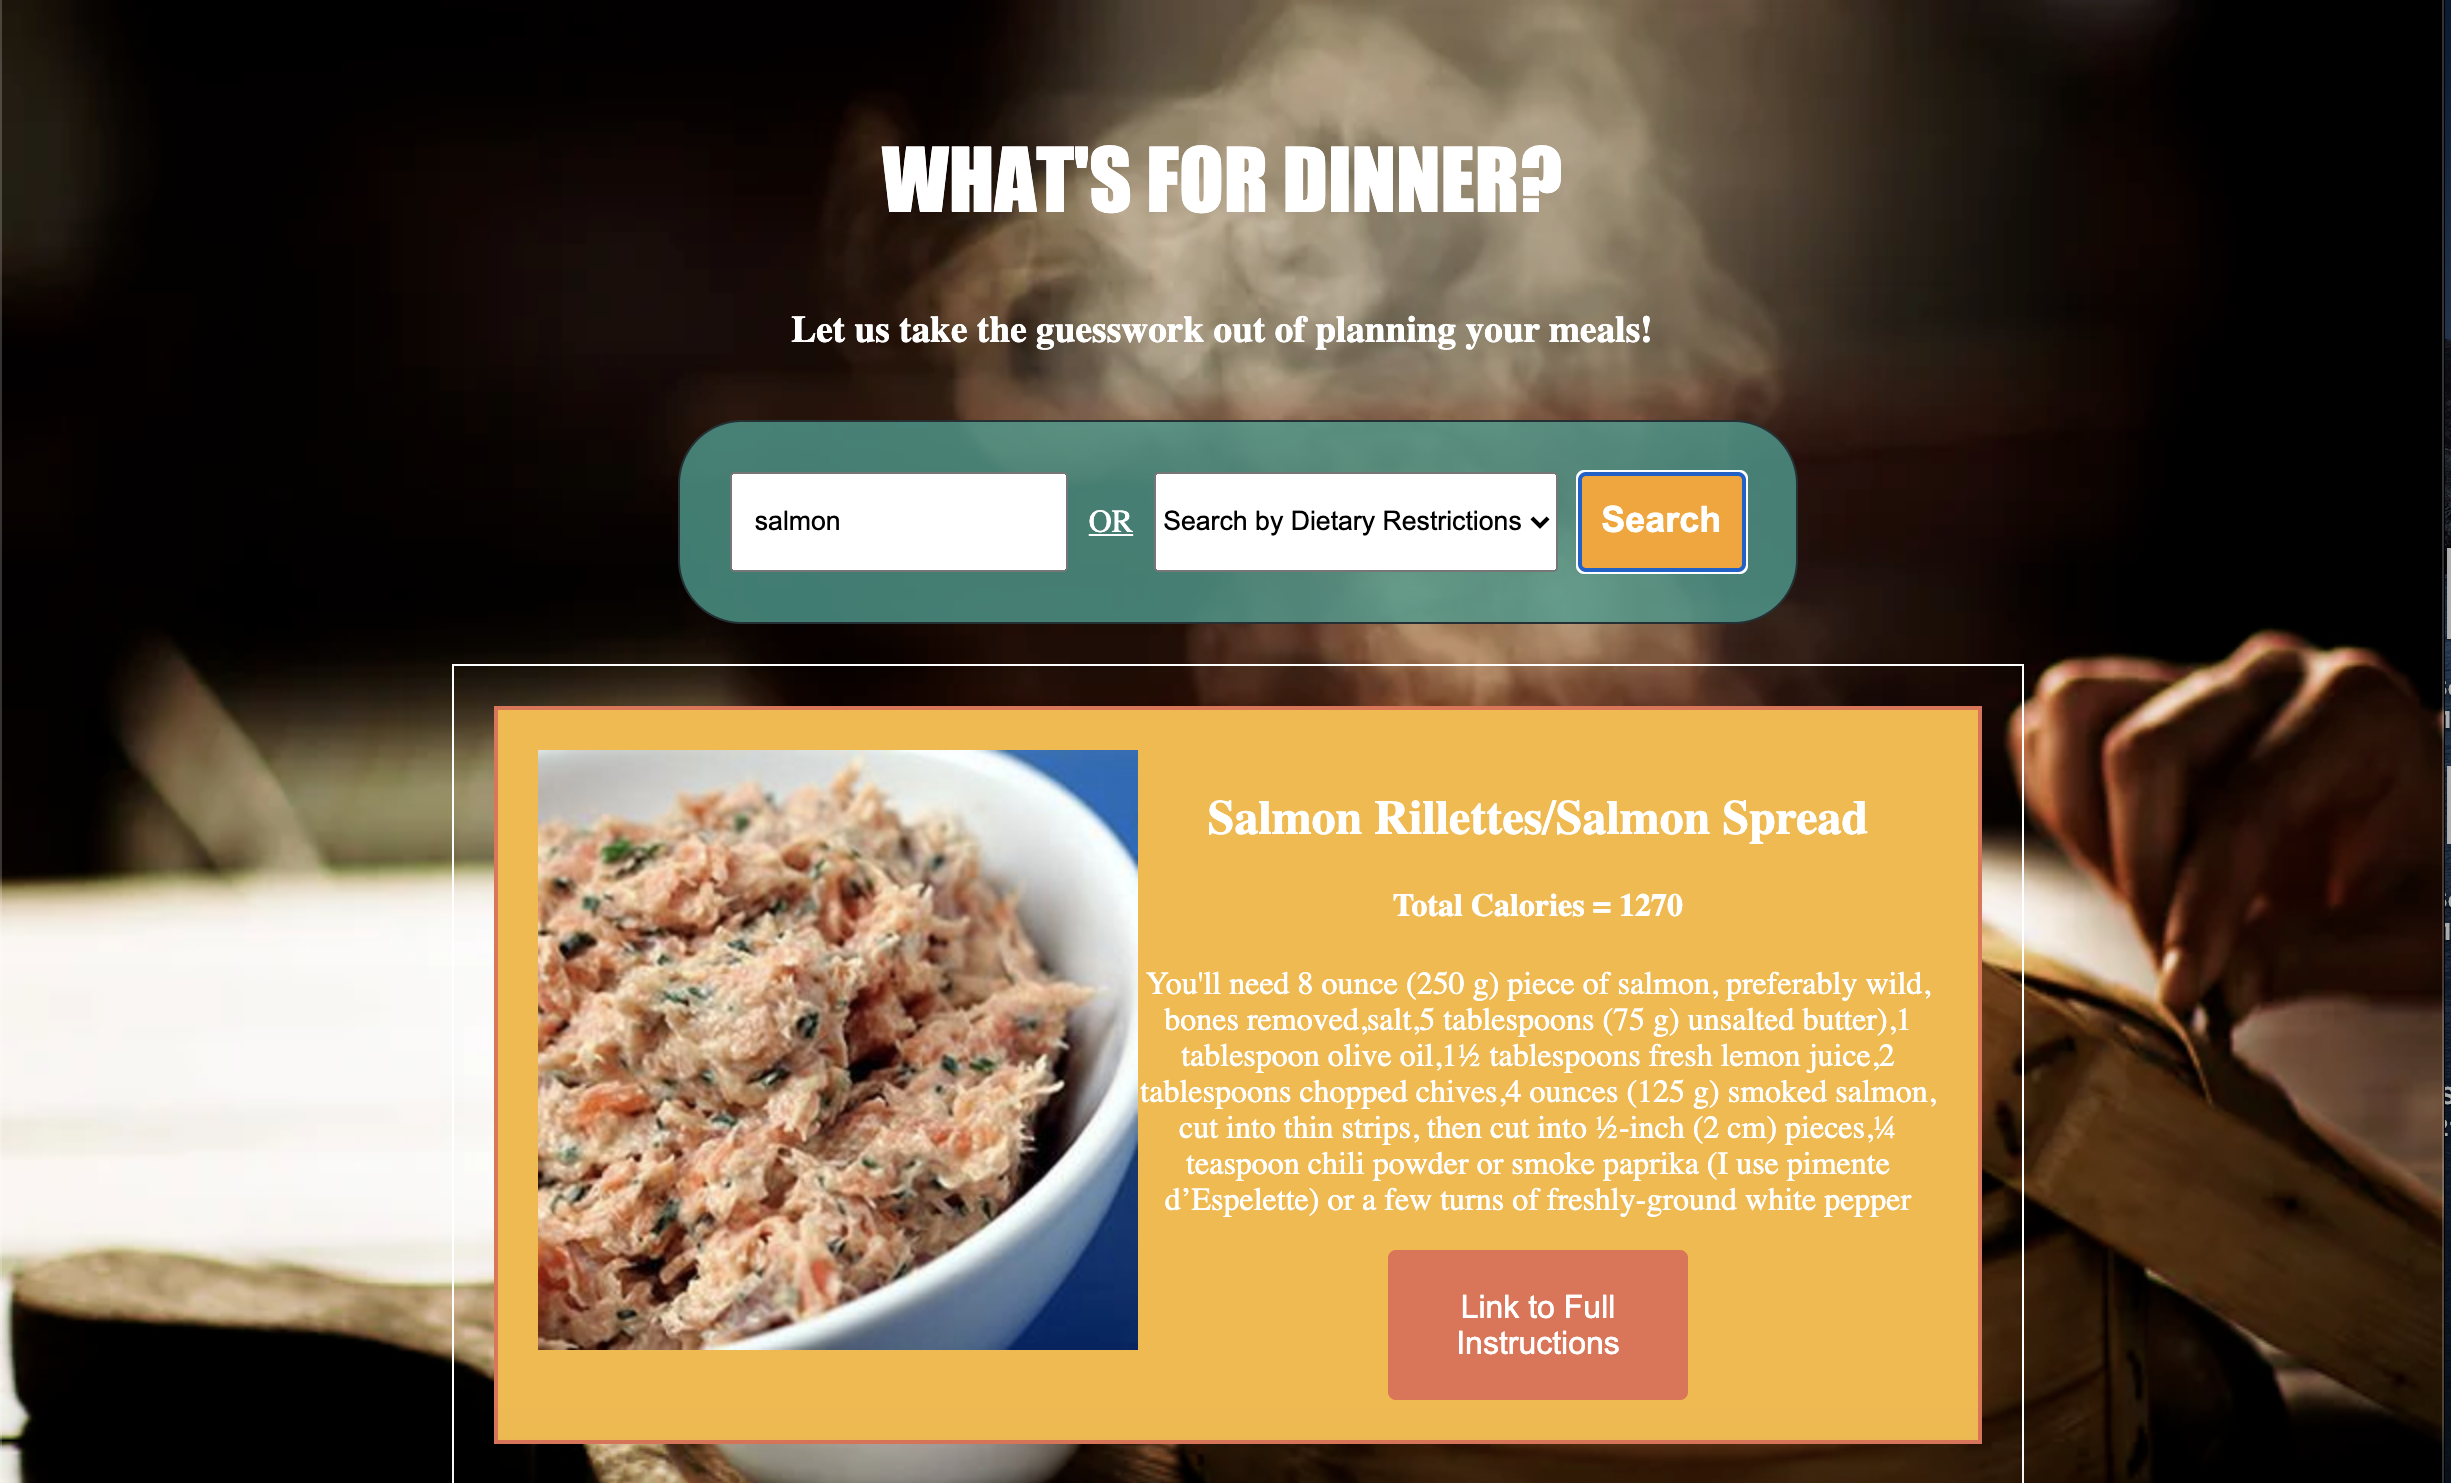 WHAT'S FOR DINNER?
Let us take the guesswork out of planning your meals!
salmon
OR
Search by Dietary Restrictions
Search
Salmon Rillettes/Salmon Spread
Total Calories = 1270
You'll need 8 ounce (250 g) piece of salmon, preferably wild,
bones removed,salt,5 tablespoons (75 g) unsalted butter),1
tablespoon olive oil,1½ tablespoons fresh lemon juice,2
tablespoons chopped chives,4 ounces (125 g) smoked salmon,
cut into thin strips, then cut into ½-inch (2 cm) pieces,¼
teaspoon chili powder or smoke paprika (I use pimente
d’Espelette) or a few turns of freshly-ground white pepper
Link to Full
Instructions